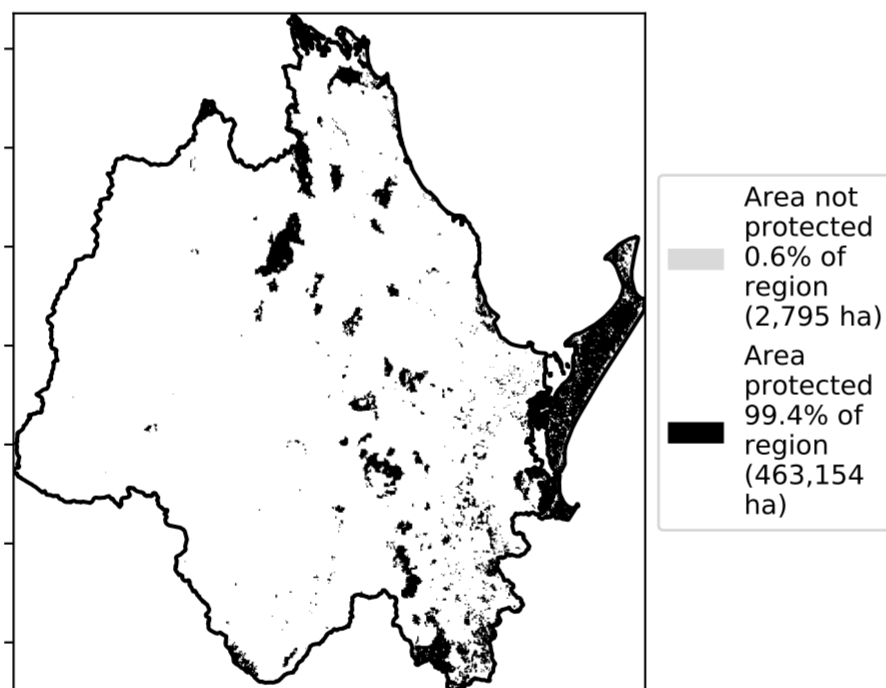 Area not
protected
0.6% of
region
(2,795 ha)
Area
protected
99.4% of
region
(463,154
ha)